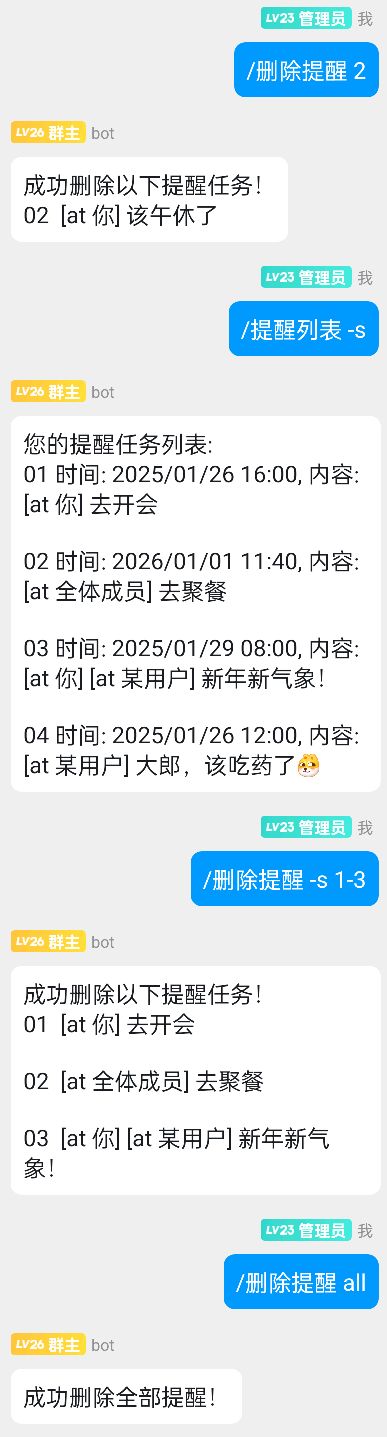 LV23 管理员 我
/删除提醒 2
LV26 群主 bot
成功删除以下提醒任务！
02 [at 你] 该午休了
LV23 管理员 我
/提醒列表 -s
LV26 群主 bot
您的提醒任务列表:
01 时间: 2025/01/26 16:00, 内容:
[at 你] 去开会
02 时间: 2026/01/01 11:40, 内容:
[at 全体成员] 去聚餐
03 时间: 2025/01/29 08:00, 内容:
[at 你] [at 某用户] 新年新气象！
04 时间: 2025/01/26 12:00, 内容:
[at 某用户] 大郎，该吃药了
LV23 管理员 我
/删除提醒 -s 1-3
LV26 群主 bot
成功删除以下提醒任务！
01 [at 你] 去开会
02 [at 全体成员] 去聚餐
03 [at 你] [at 某用户] 新年新气
象！
LV23 管理员 我
/删除提醒 all
LV26 群主 bot
成功删除全部提醒！